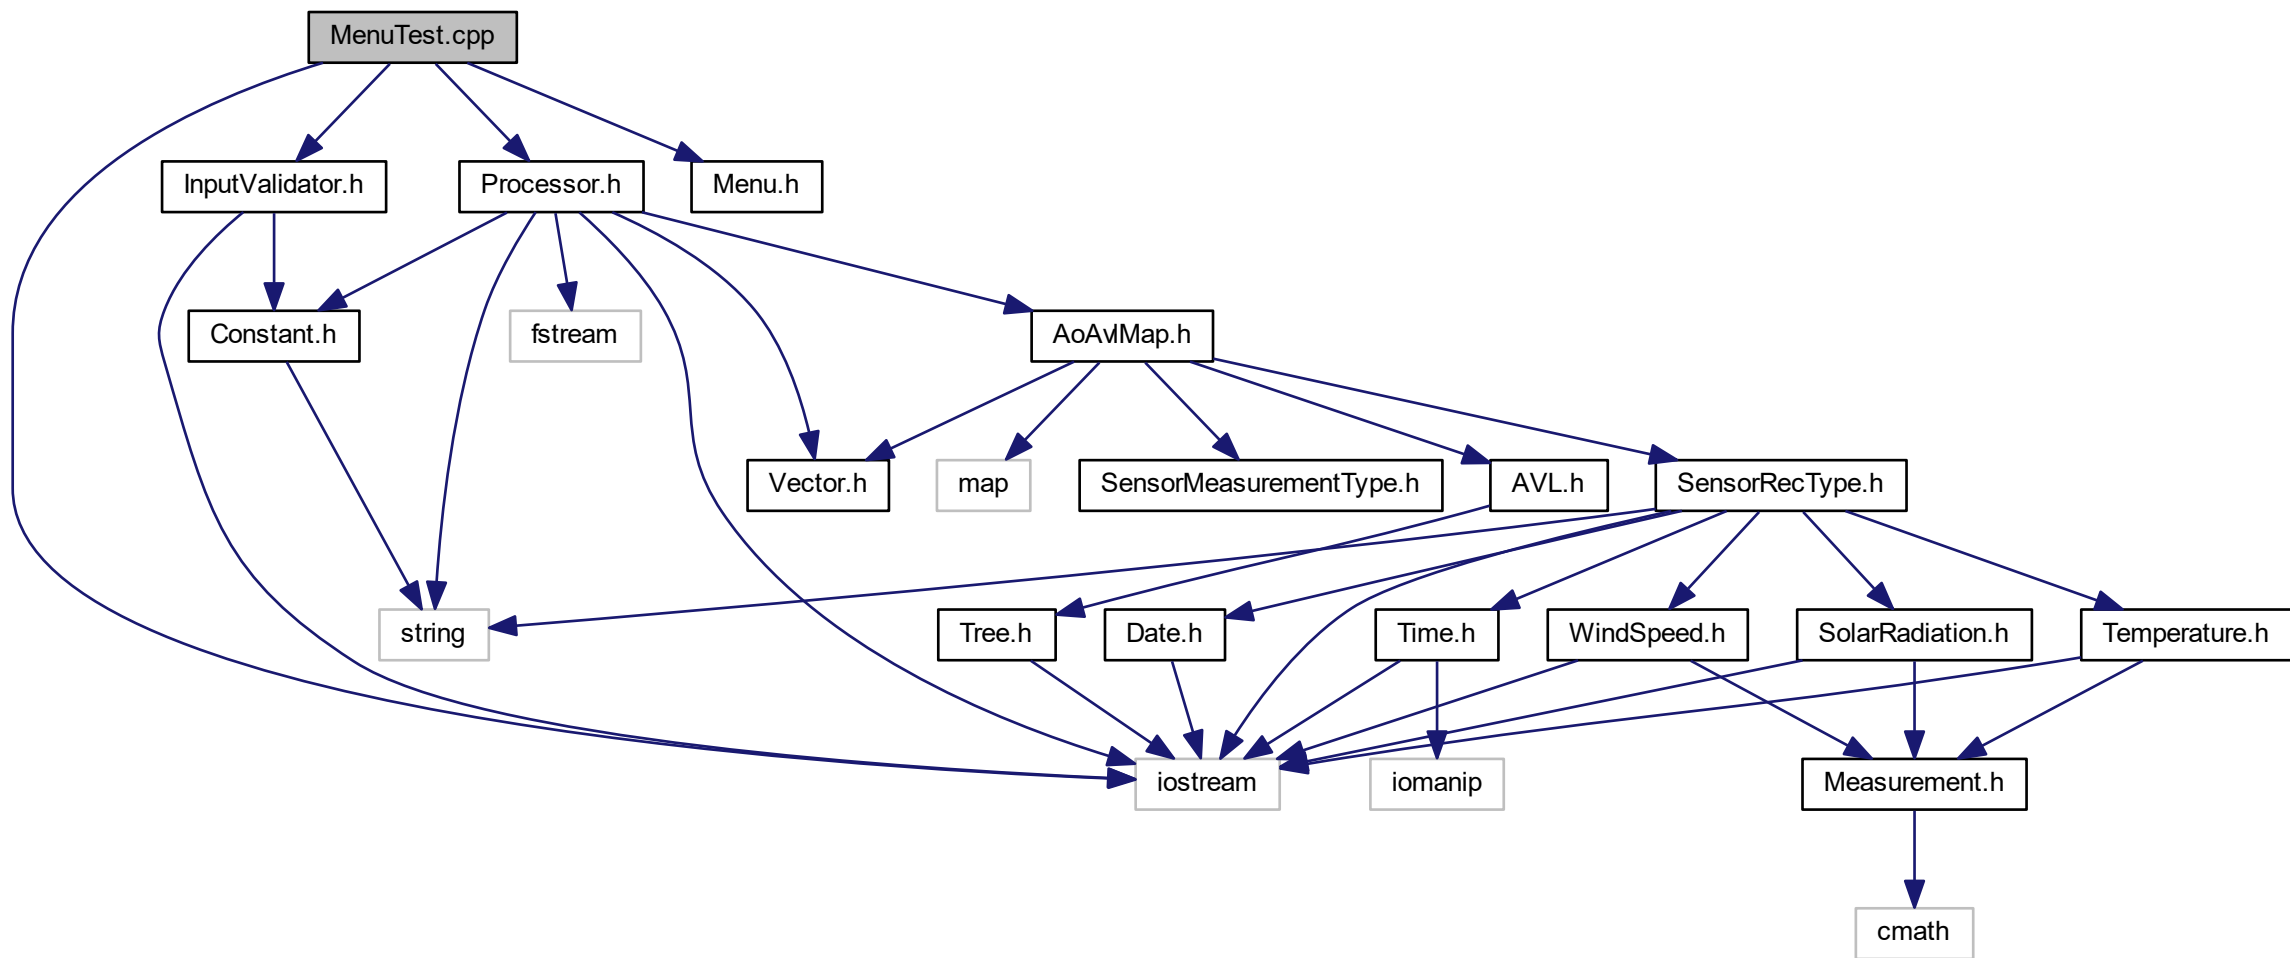 MenuTest.cpp
InputValidator.h
Processor.h
Menu.h
Constant.h
fstream
AoAvlMap.h
Vector.h
map
SensorMeasurementType.h
AVL.h
SensorRecType.h
string
Tree.h
Date.h
Time.h
WindSpeed.h
SolarRadiation.h
Temperature.h
iostream
iomanip
Measurement.h
cmath